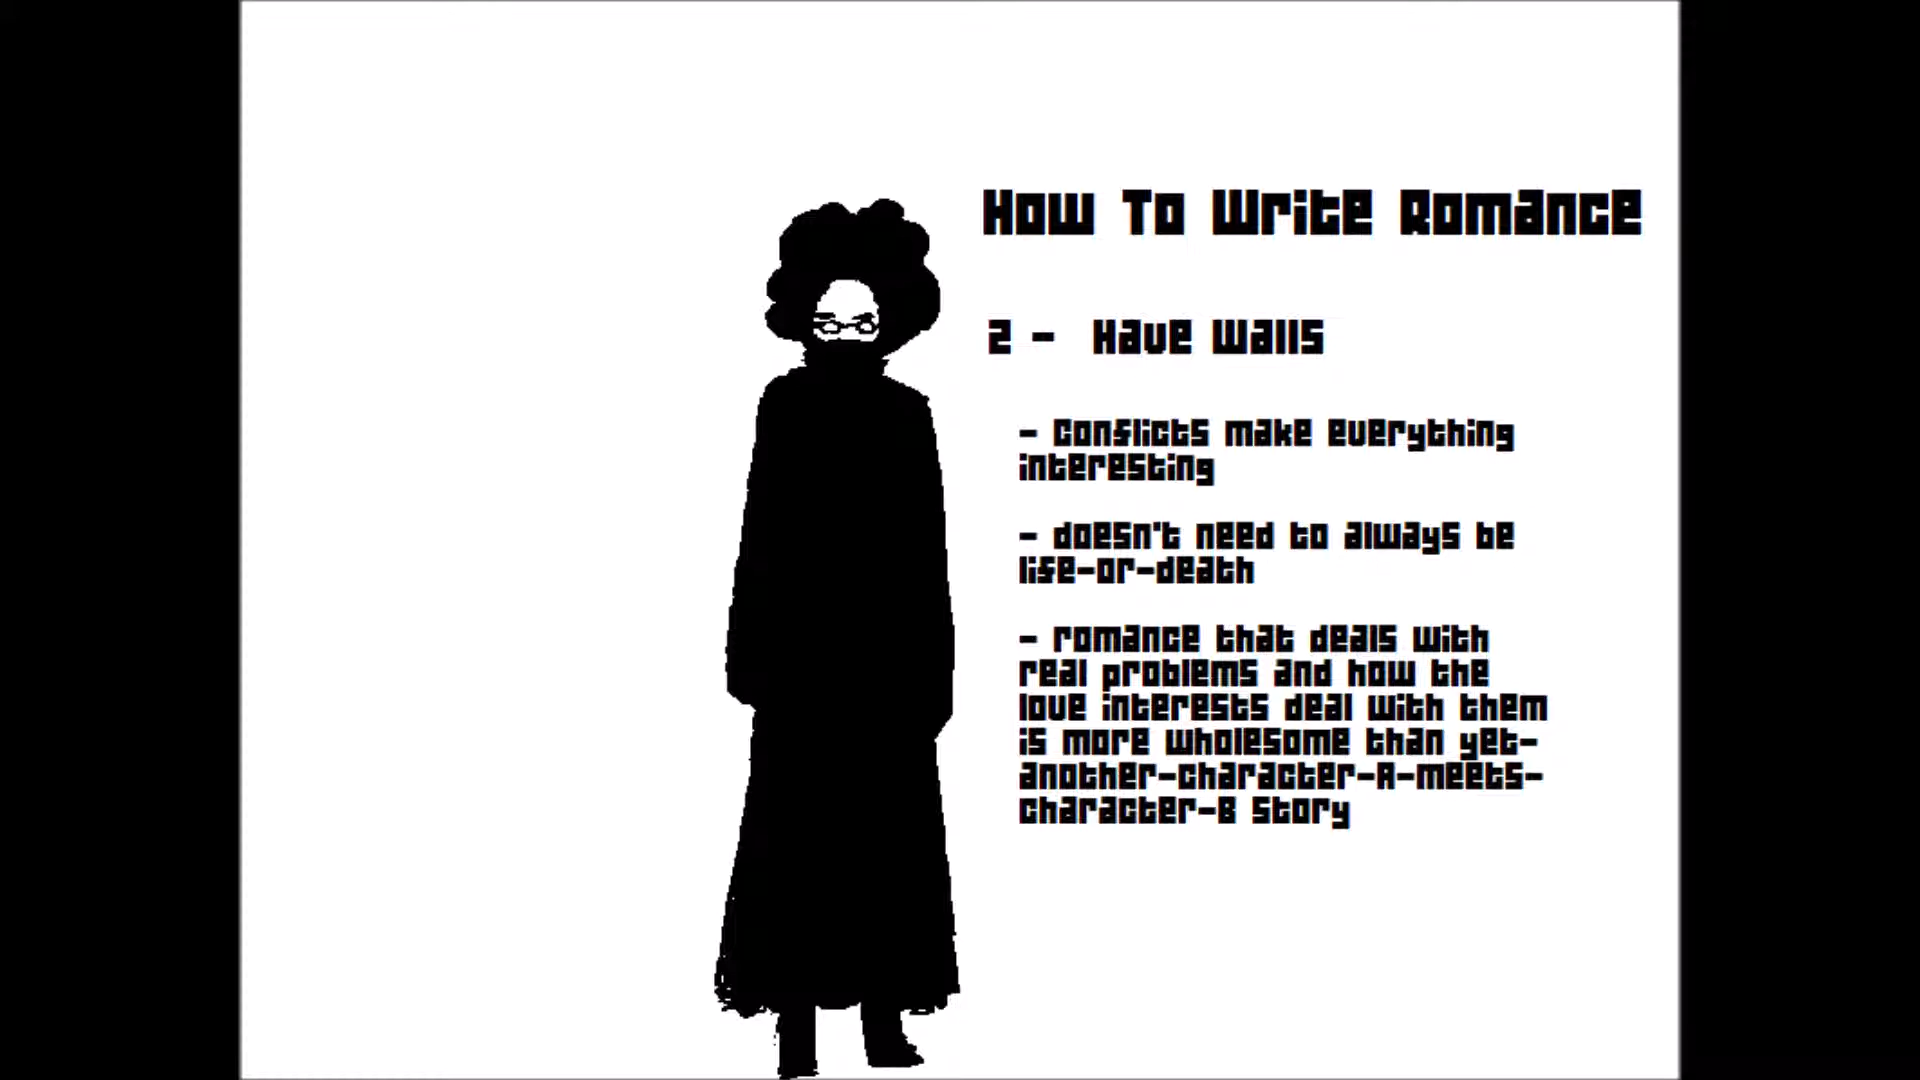 How To Write Romance
2 - Have Walls
- Conflicts make everything
interesting
- doesn't need to always be
life-or-death
- romance that deals with
real problems and how the
love interests deal with them
is more wholesome than yet-
another-character-A-meets-
character-B story